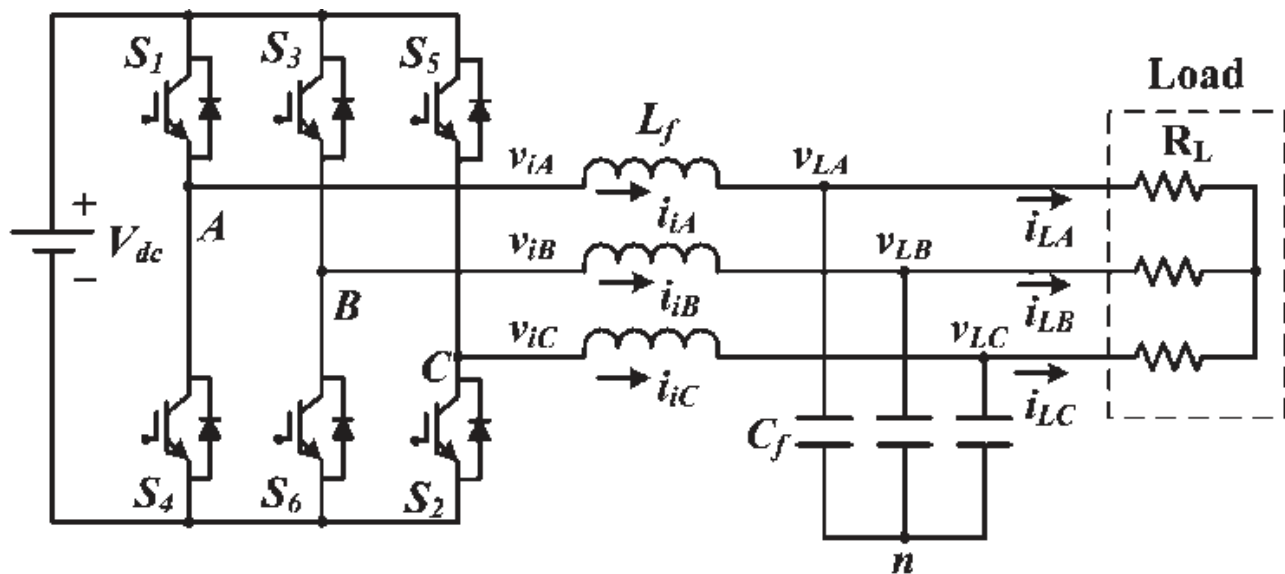 S1 S3 S5
Load
Lf
RL
viA vLA
+ Vdc −
A
iiA iLA
viB vLB
B
iiB iLB
viC vLC
C
iiC iLC
Cf
S4 S6 S2
n